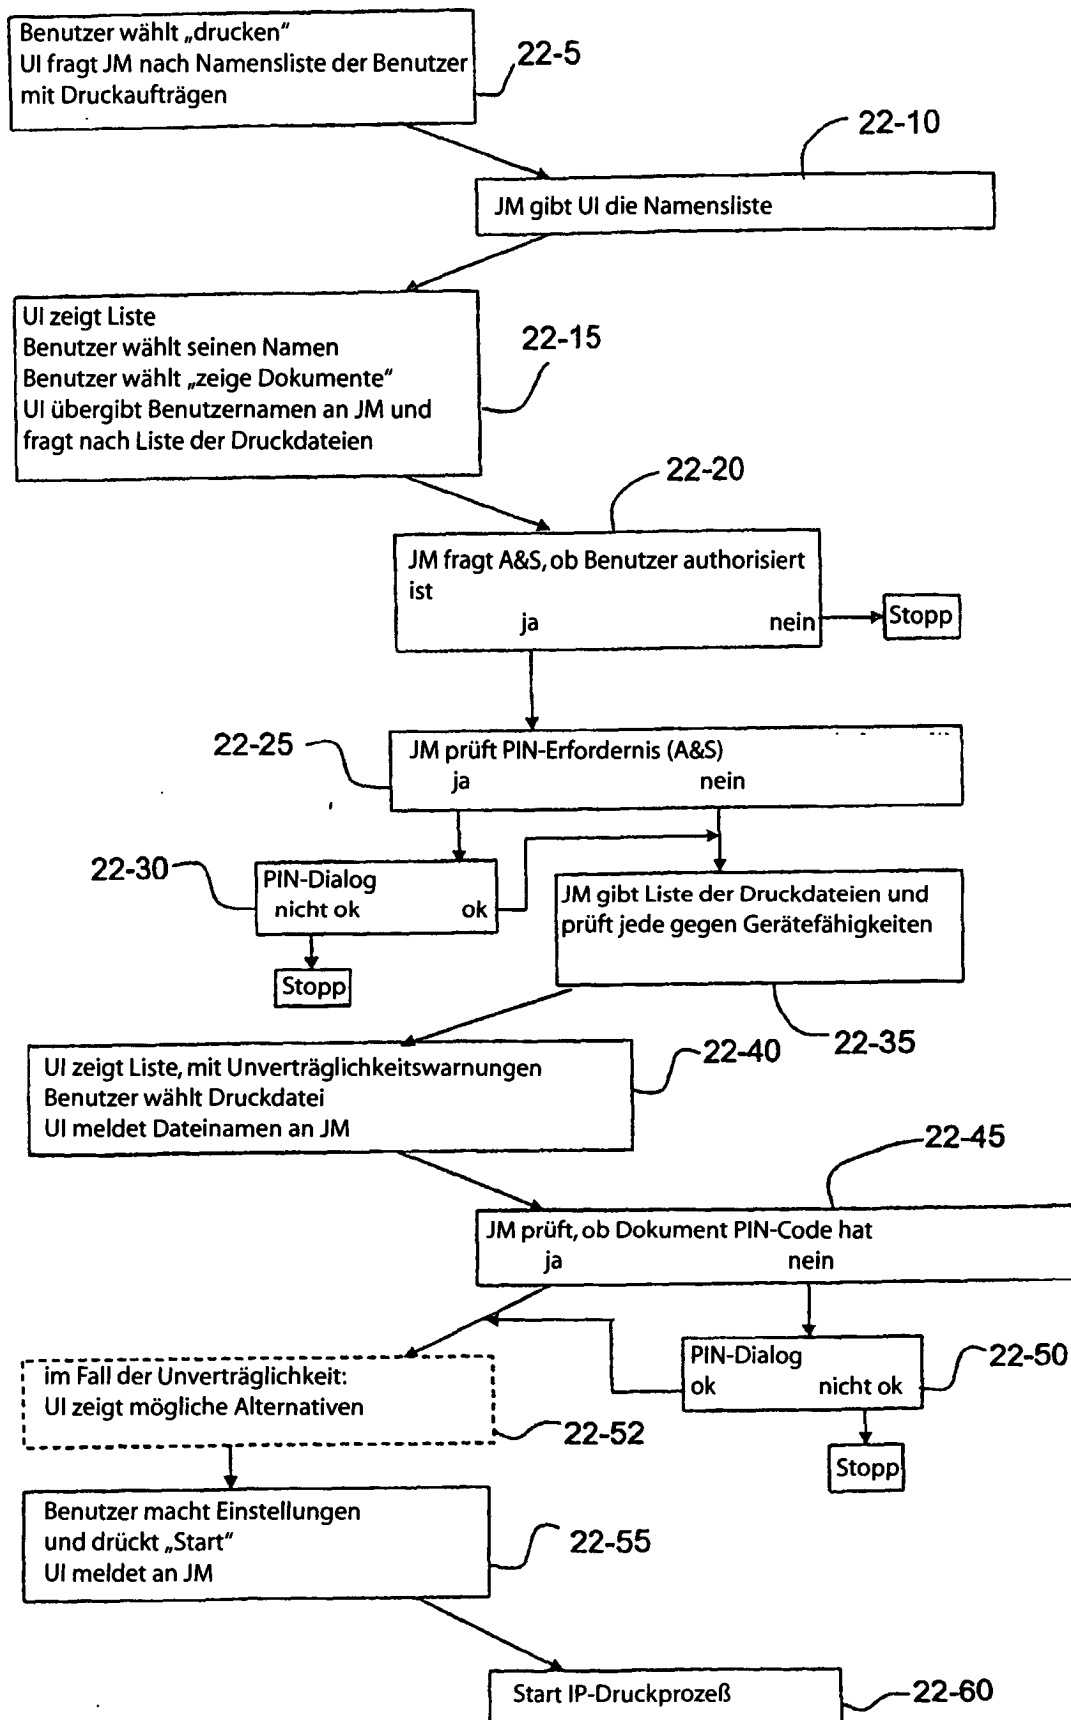 Benutzer wählt „drucken“
UI fragt JM nach Namensliste der Benutzer
mit Druckaufträgen
22-5
22-10
JM gibt UI die Namensliste
UI zeigt Liste
Benutzer wählt seinen Namen
Benutzer wählt „zeige Dokumente“
UI übergibt Benutzernamen an JM und
fragt nach Liste der Druckdateien
22-15
22-20
JM fragt A&S, ob Benutzer authorisiert
ist
ja nein
Stopp
22-25
JM prüft PIN-Erfordernis (A&S)
ja nein
22-30
PIN-Dialog
nicht ok ok
Stopp
JM gibt Liste der Druckdateien und
prüft jede gegen Gerätefähigkeiten
22-35
UI zeigt Liste, mit Unverträglichkeitswarnungen
Benutzer wählt Druckdatei
UI meldet Dateinamen an JM
22-40
22-45
JM prüft, ob Dokument PIN-Code hat
ja nein
PIN-Dialog
ok nicht ok
22-50
Stopp
im Fall der Unverträglichkeit:
UI zeigt mögliche Alternativen
22-52
Benutzer macht Einstellungen
und drückt „Start“
UI meldet an JM
22-55
Start IP-Druckprozeß
22-60